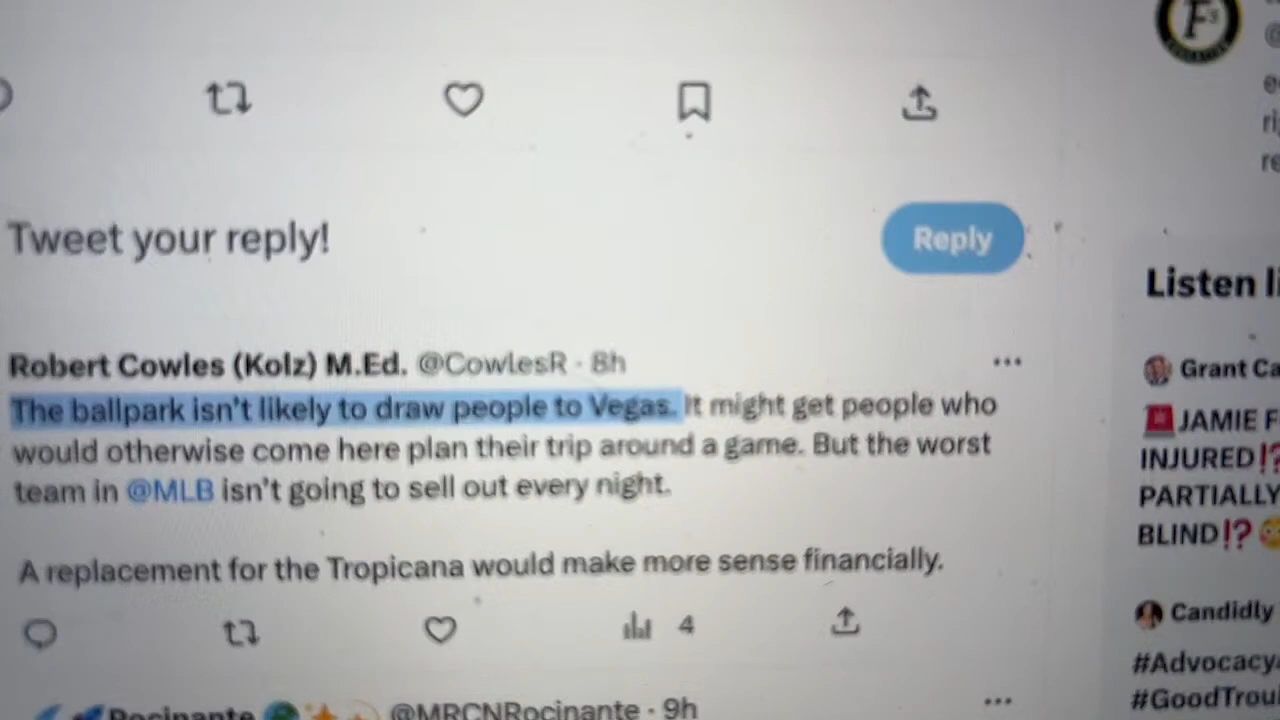 Tweet your reply!
Reply
Robert Cowles (Kolz) M.Ed. @CowlesR · 8h
The ballpark isn't likely to draw people to Vegas. It might get people who
would otherwise come here plan their trip around a game. But the worst
team in @MLB isn't going to sell out every night.
A replacement for the Tropicana would make more sense financially.
4
Rocinante @MRCNRocinante · 9h
Listen
Grant
JAMIE
INJURED⁉️
PARTIALLY
BLIND⁉️
Candidly